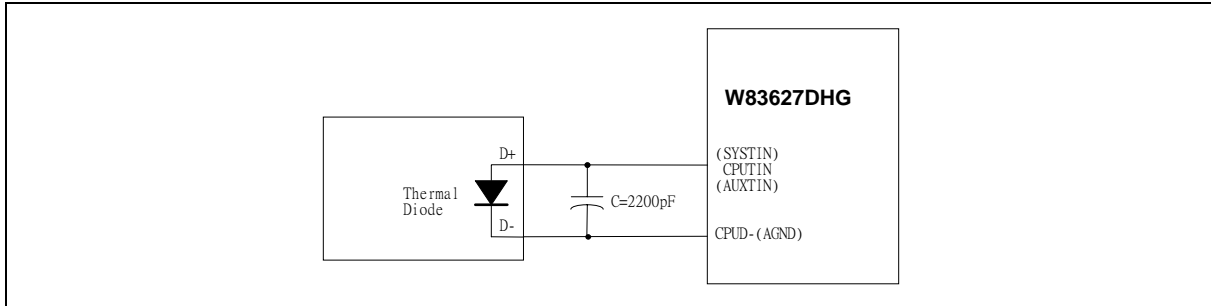 W83627DHG
D+
(SYSTIN)
CPUTIN
(AUXTIN)
Thermal
Diode
C=2200pF
D-
CPUD-(AGND)